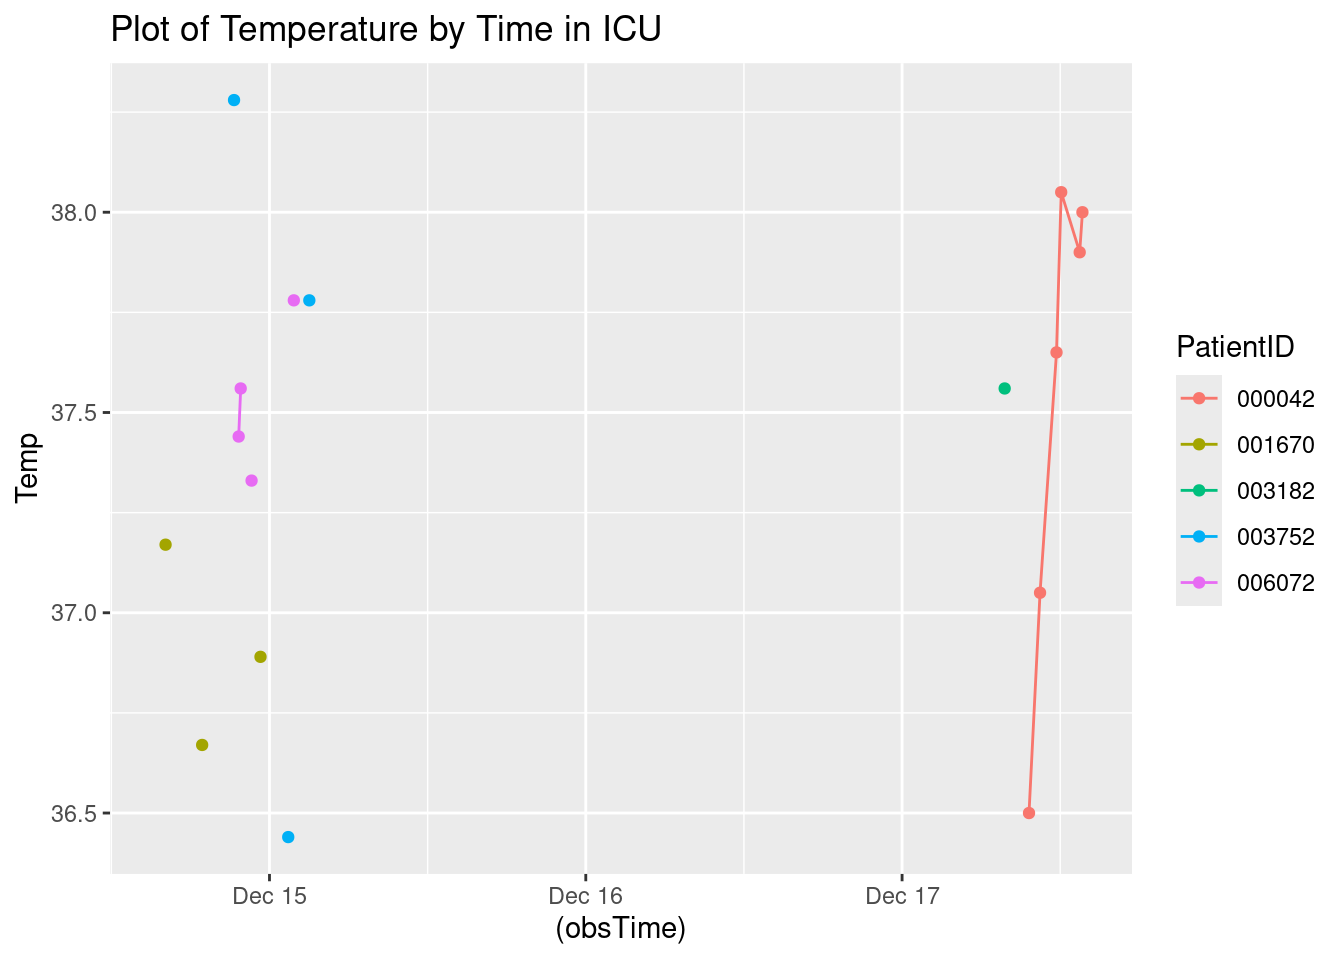 Plot of Temperature by Time in ICU
38.0
37.5
37.0
36.5
Temp
Dec 15
Dec 16
Dec 17
(obsTime)
PatientID
000042
001670
003182
003752
006072